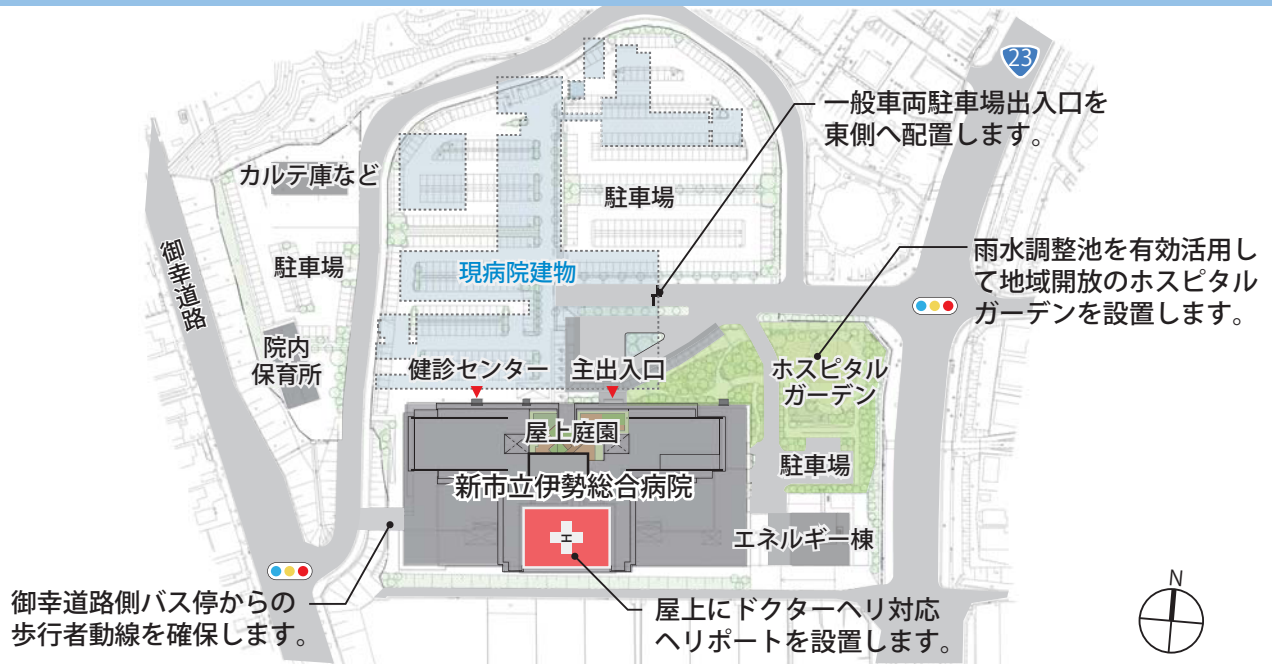 23
一般車両駐車場出入口を
東側へ配置します。
カルテ庫など
駐車場
御幸道路
駐車場
現病院建物
雨水調整池を有効活用し
て地域開放のホスピタル
ガーデンを設置します。
院内
保育所
健診センター
主出入口
ホスピタル
ガーデン
屋上庭園
駐車場
新市立伊勢総合病院
H
エネルギー棟
御幸道路側バス停からの
歩行者動線を確保します。
屋上にドクターヘリ対応
ヘリポートを設置します。
N